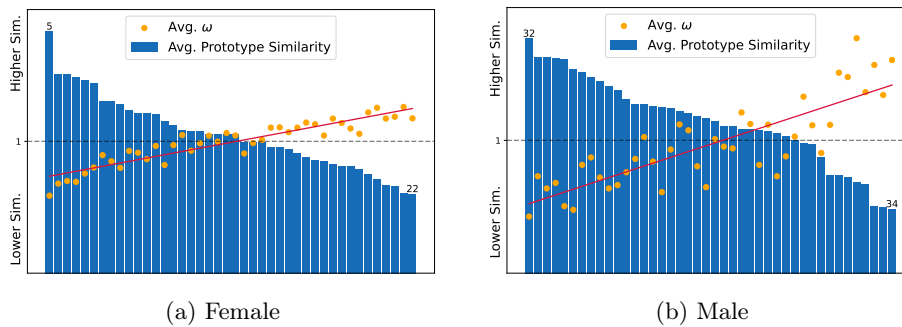 Higher Sim.
1
Lower Sim.
5
Avg. ω
Avg. Prototype Similarity
22
(a) Female
Higher Sim.
1
Lower Sim.
32
Avg. ω
Avg. Prototype Similarity
34
(b) Male